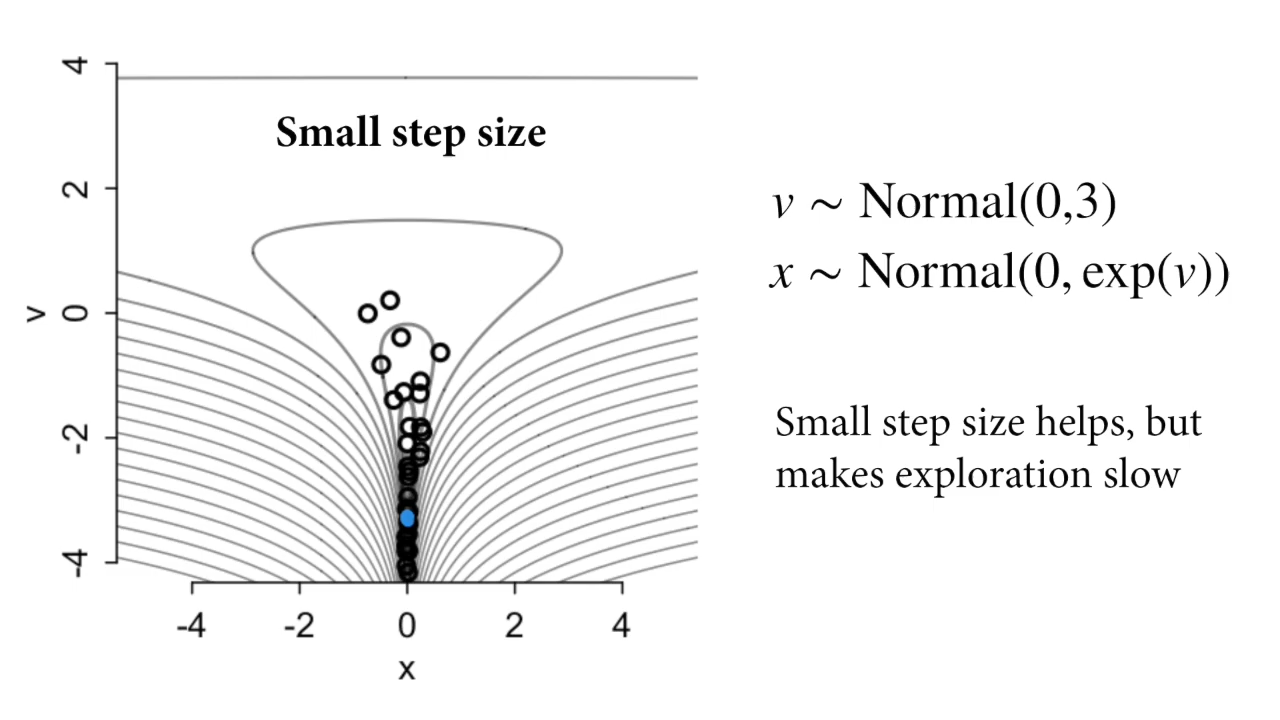 Small step size
4
2
0
-2
-4
v
-4 -2 0 2 4
x
v ∼ Normal(0,3)
x ∼ Normal(0, exp(v))
Small step size helps, but
makes exploration slow